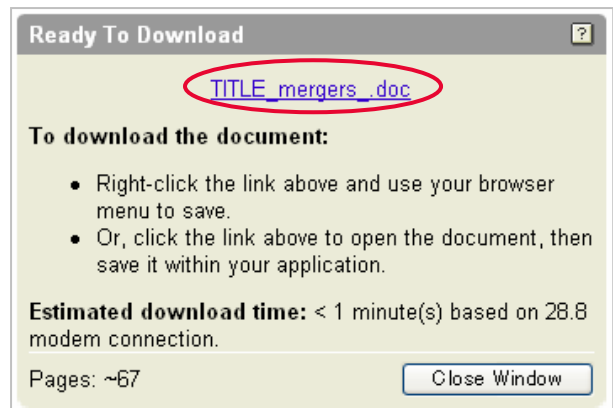 Ready To Download ?
TITLE_mergers_.doc
To download the document:
• Right-click the link above and use your browser
menu to save.
• Or, click the link above to open the document, then
save it within your application.
Estimated download time: < 1 minute(s) based on 28.8
modem connection.
Pages: ~67 Close Window